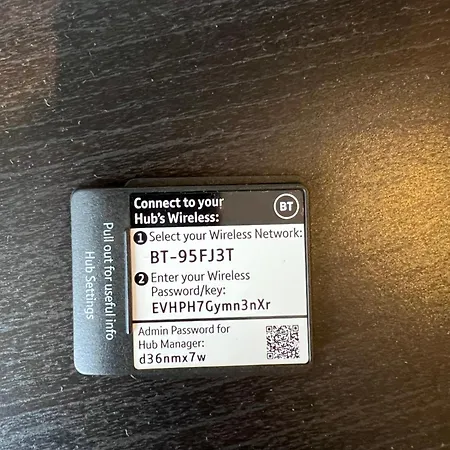 Connect to your
Hub's Wireless:
BT
1 Select your Wireless Network:
BT-95FJ3T
2 Enter your Wireless
Password/key:
EVHPH7Gymn3nXr
Admin Password for
Hub Manager:
d36nmx7w
Pull out for useful info
Hub Settings